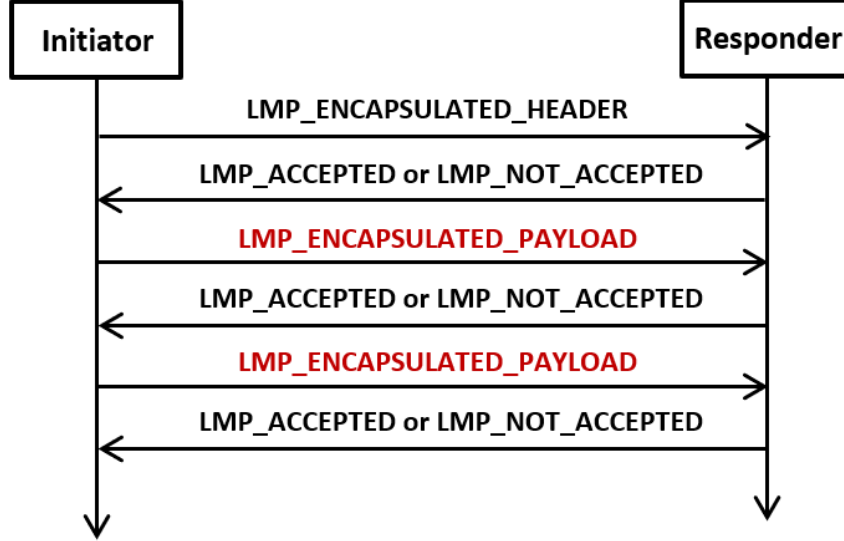 Initiator
Responder
LMP_ENCAPSULATED_HEADER
LMP_ACCEPTED or LMP_NOT_ACCEPTED
LMP_ENCAPSULATED_PAYLOAD
LMP_ACCEPTED or LMP_NOT_ACCEPTED
LMP_ENCAPSULATED_PAYLOAD
LMP_ACCEPTED or LMP_NOT_ACCEPTED